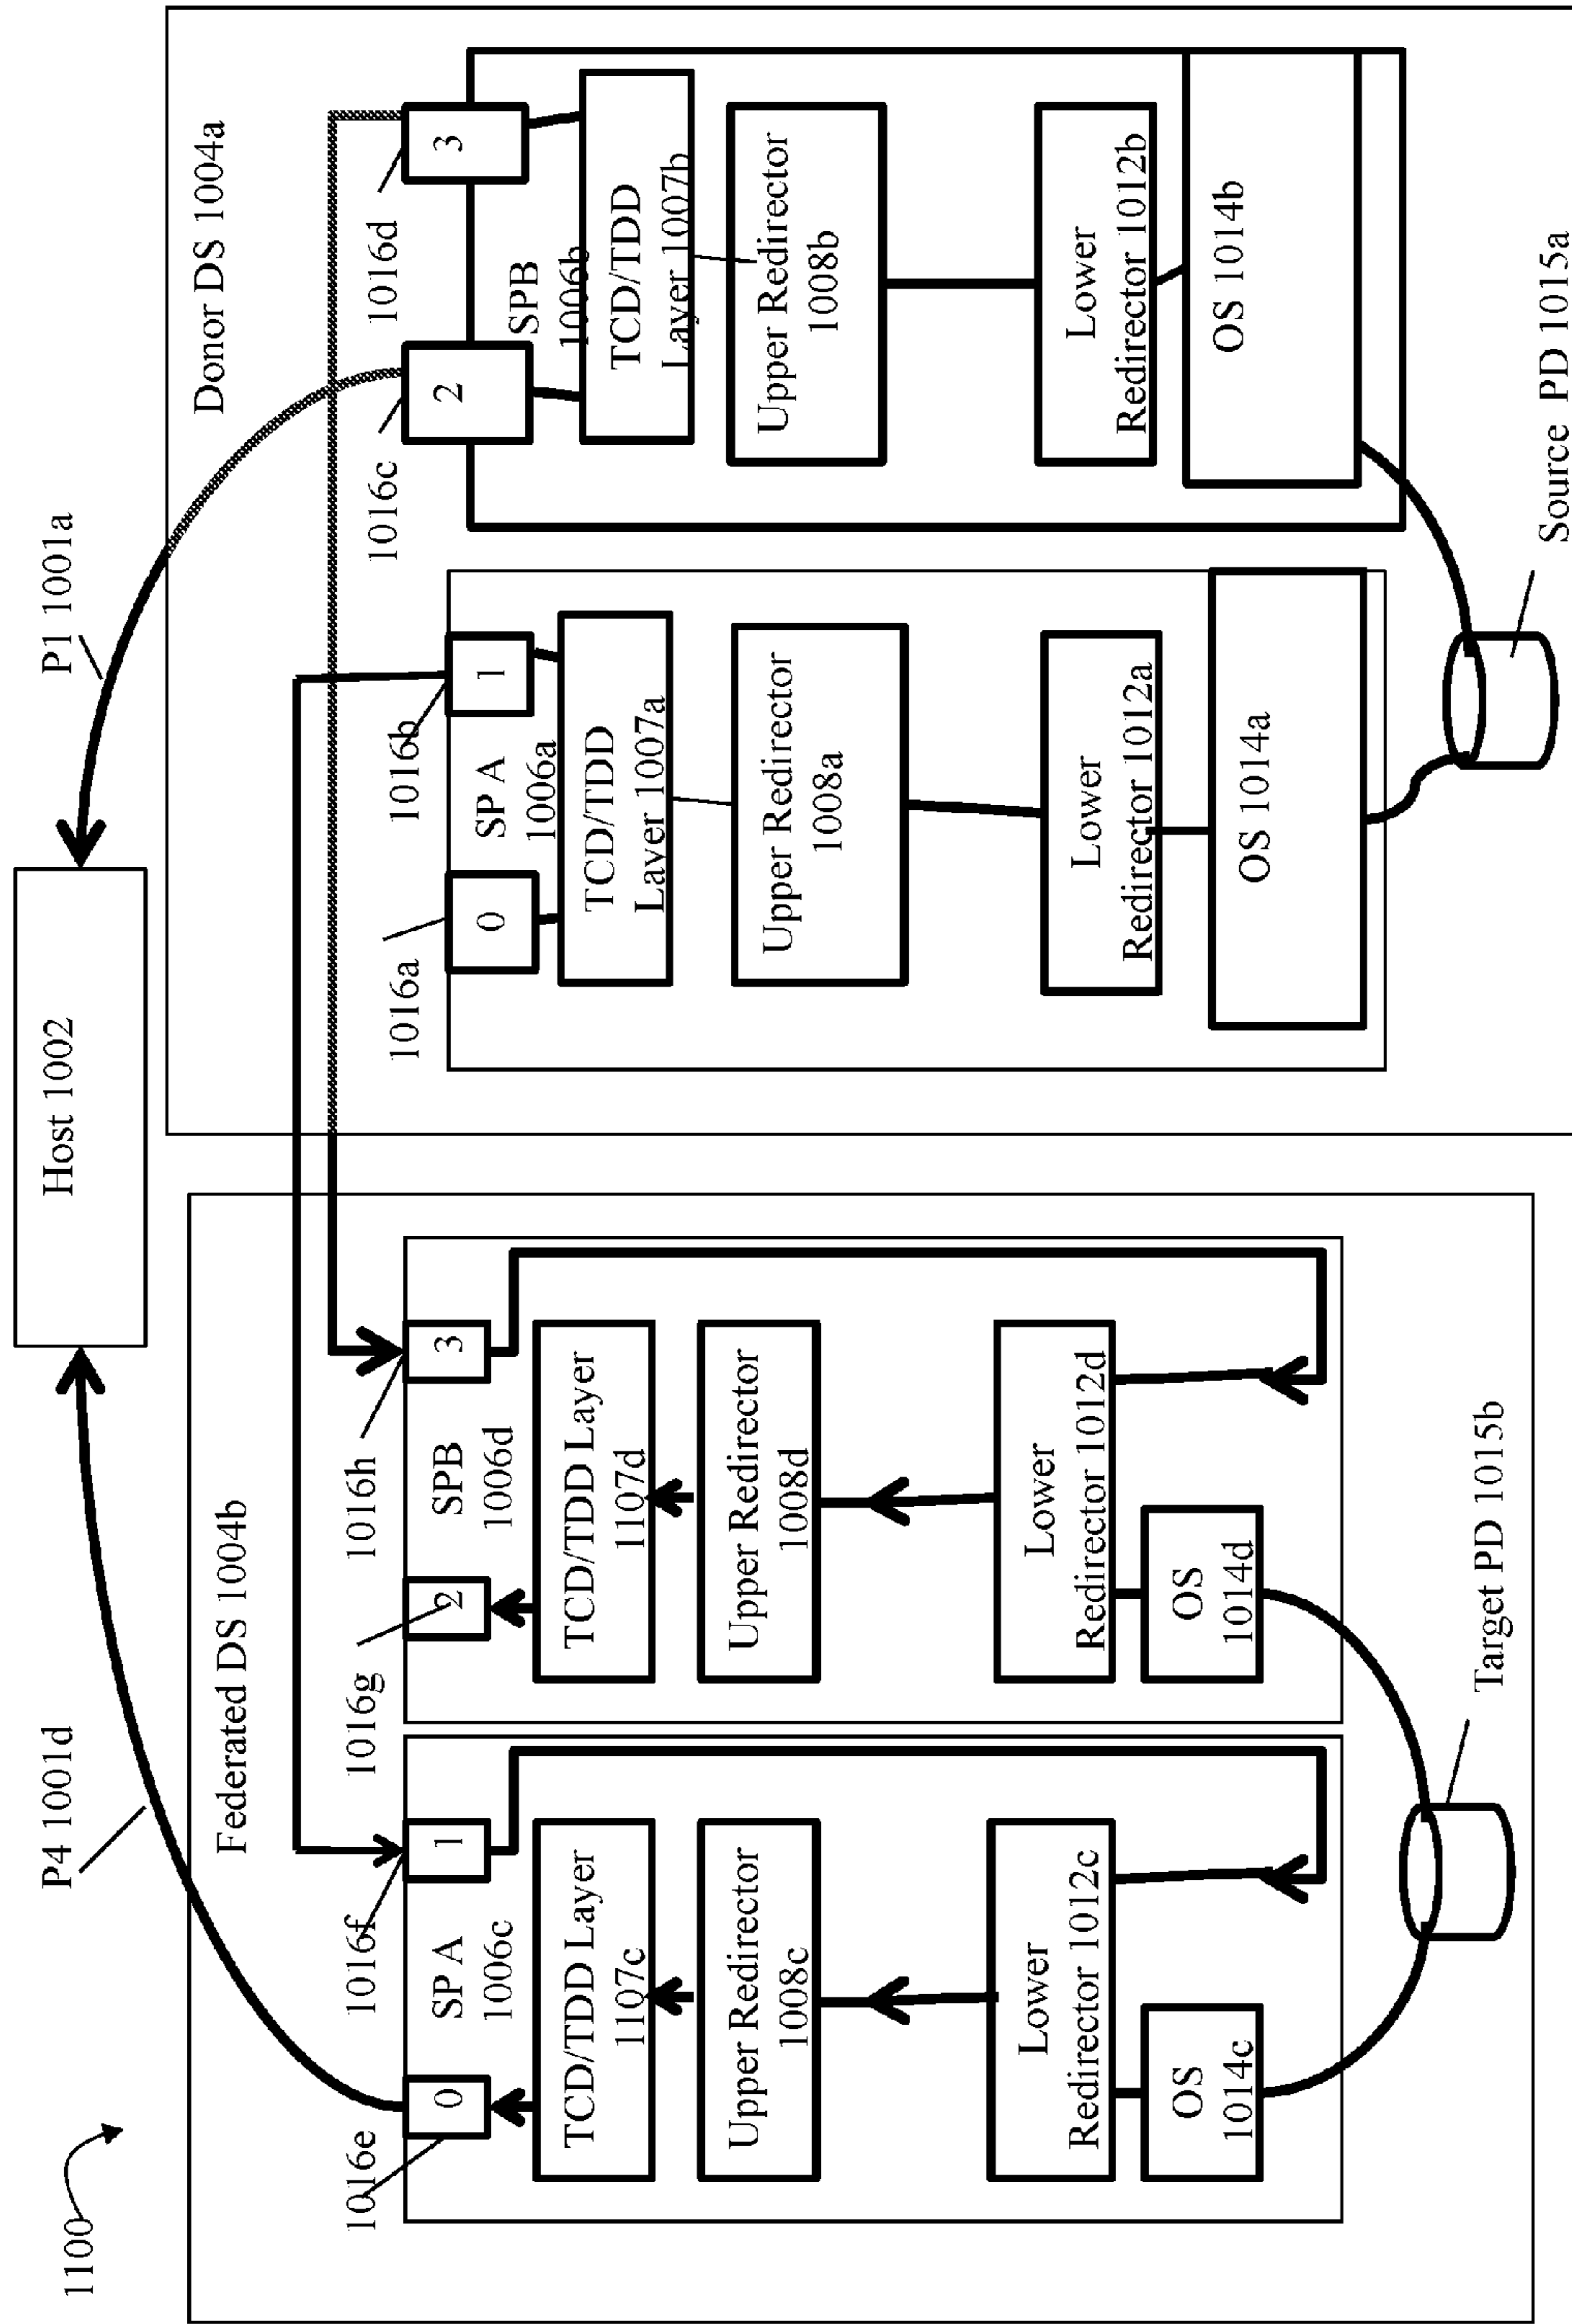 1100
P4 1001d
Host 1002
P1 1001a
Federated DS 1004b
Donor DS 1004a
1016e
1016f
1016g
1016h
1016a
1016b
1016c
1016d
0
SP A
1006c
1
2
SPB
1006d
3
0
SP A
1006a
1
2
SPB
1006b
3
TCD/TDD Layer
1107c
TCD/TDD Layer
1107d
TCD/TDD
Layer 1007a
TCD/TDD
Layer 1007b
Upper Redirector
1008c
Upper Redirector
1008d
Upper Redirector
1008a
Upper Redirector
1008b
Lower
Redirector 1012c
Lower
Redirector 1012d
Lower
Redirector 1012a
Lower
Redirector 1012b
OS
1014c
OS
1014d
OS 1014a
OS 1014b
Target PD 1015b
Source PD 1015a